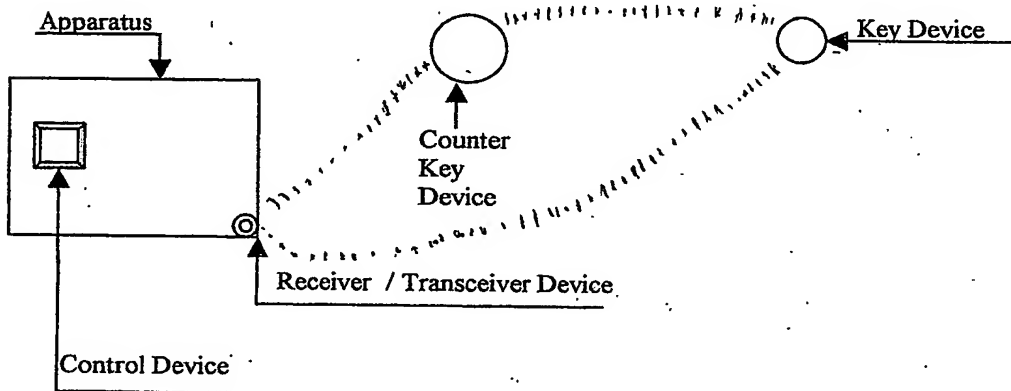 Apparatus
Key Device
Counter
Key
Device
Receiver / Transceiver Device
Control Device